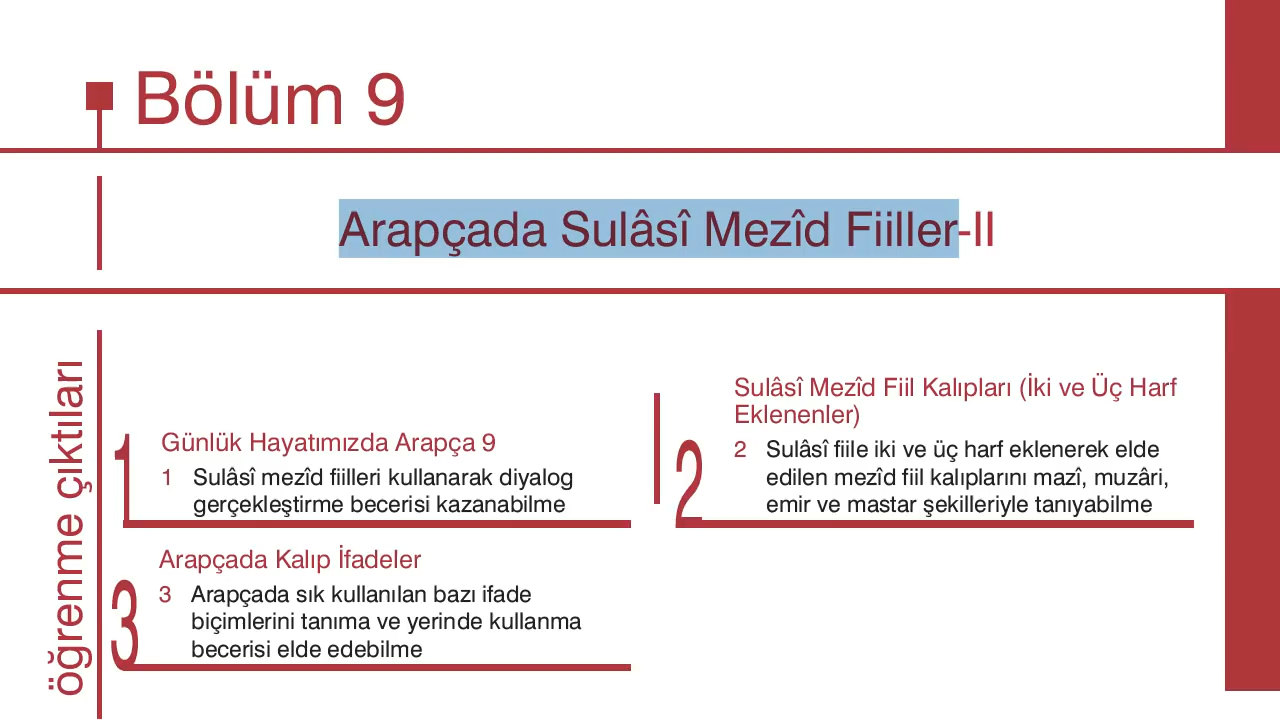 Bölüm 9
Arapçada Sulâsî Mezîd Fiiller-II
öğrenme çıktıları
1
Günlük Hayatımızda Arapça 9
1 Sulâsî mezîd fiilleri kullanarak diyalog
gerçekleştirme becerisi kazanabilme
2
Sulâsî Mezîd Fiil Kalıpları (İki ve Üç Harf
Eklenenler)
2 Sulâsî fiile iki ve üç harf eklenerek elde
edilen mezîd fiil kalıplarını mazî, muzâri,
emir ve mastar şekilleriyle tanıyabilme
3
Arapçada Kalıp İfadeler
3 Arapçada sık kullanılan bazı ifade
biçimlerini tanıma ve yerinde kullanma
becerisi elde edebilme